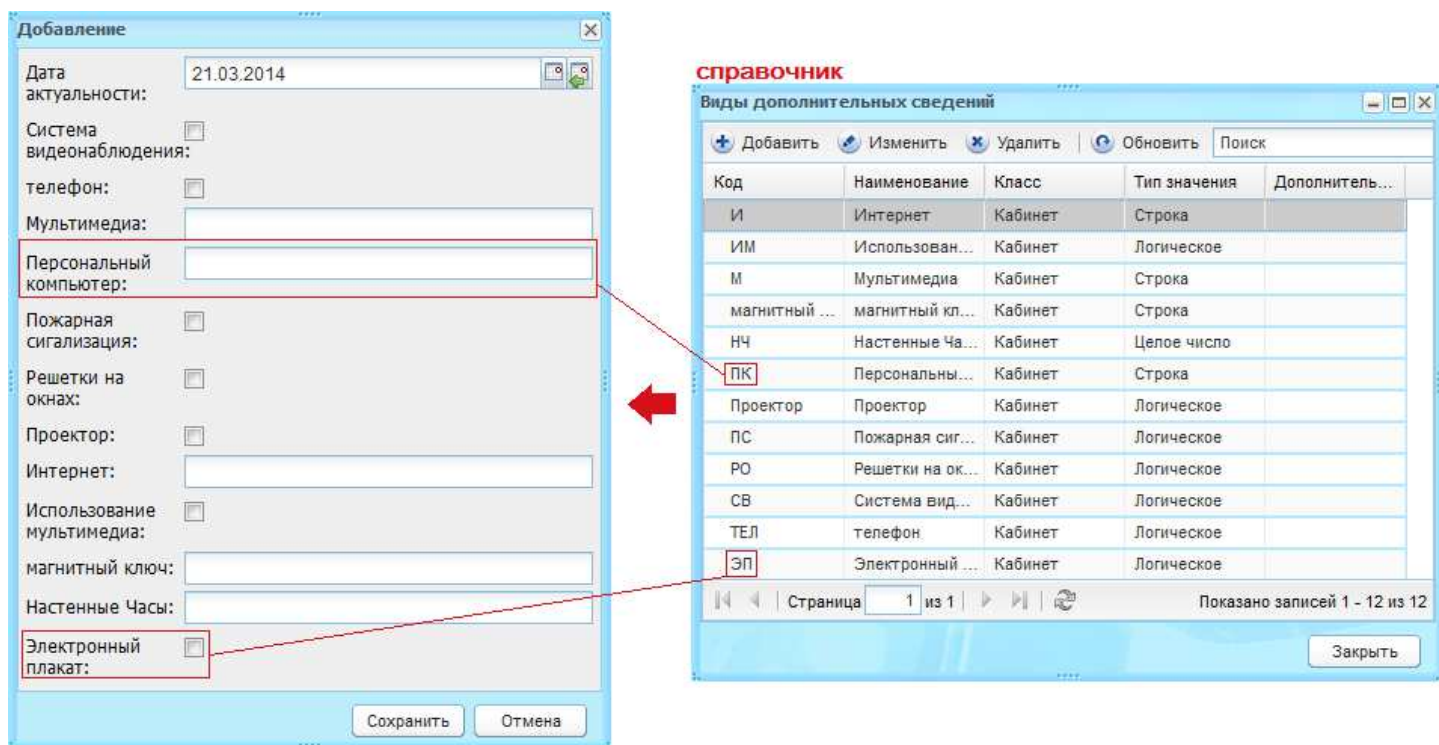 Добавление
Дата
актуальности:
21.03.2014
Система
видеонаблюдения:
телефон:
Мультимедиа:
Персональный
компьютер:
Пожарная
сигализация:
Решетки на
окнах:
Проектор:
Интернет:
Использование
мультимедиа:
магнитный ключ:
Настенные Часы:
Электронный
плакат:
Сохранить Отмена
справочник
Виды дополнительных сведений
Добавить Изменить Удалить Обновить Поиск
Код Наименование Класс Тип значения Дополнитель...
И Интернет Кабинет Строка
ИМ Использован... Кабинет Логическое
М Мультимедиа Кабинет Строка
магнитный ... магнитный кл... Кабинет Строка
НЧ Настенные Ча... Кабинет Целое число
ПК Персональны... Кабинет Строка
Проектор Проектор Кабинет Логическое
ПС Пожарная сиг... Кабинет Логическое
РО Решетки на ок... Кабинет Логическое
СВ Система вид... Кабинет Логическое
ТЕЛ телефон Кабинет Логическое
ЭП Электронный ... Кабинет Логическое
Страница 1 из 1 Показано записей 1 - 12 из 12
Закрыть